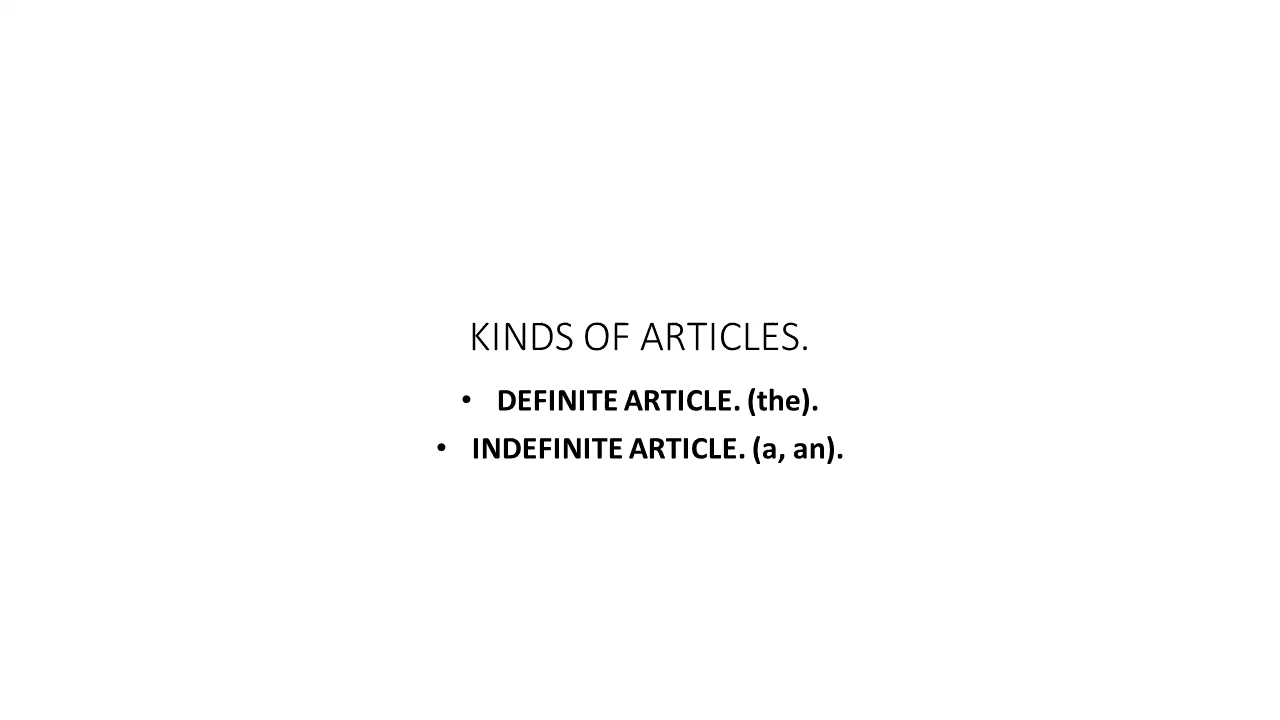 KINDS OF ARTICLES.
• DEFINITE ARTICLE. (the).
• INDEFINITE ARTICLE. (a, an).